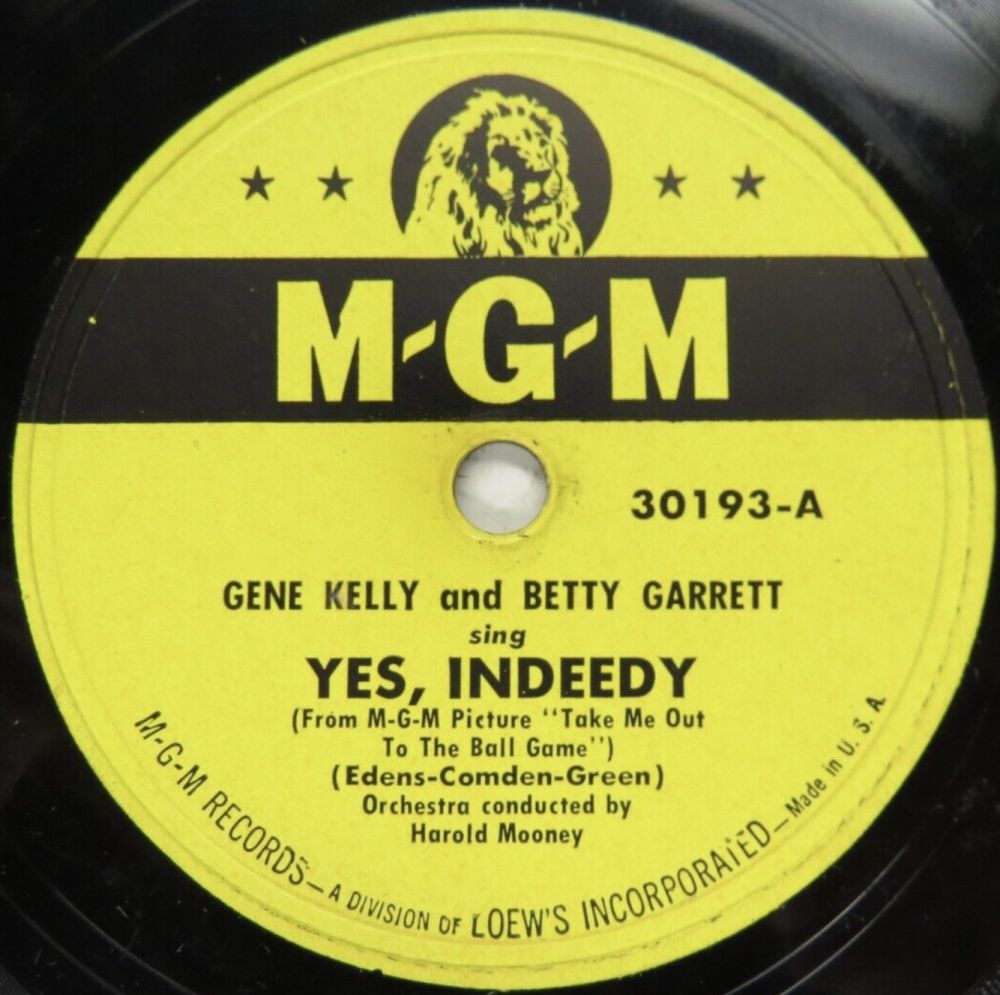 M-G-M
30193-A
GENE KELLY and BETTY GARRETT
sing
YES, INDEEDY
(From M-G-M Picture "Take Me Out
To The Ball Game")
(Edens-Comden-Green)
Orchestra conducted by
Harold Mooney
M-G-M RECORDS—A DIVISION OF LOEW'S INCORPORATED—Made in U. S. A.